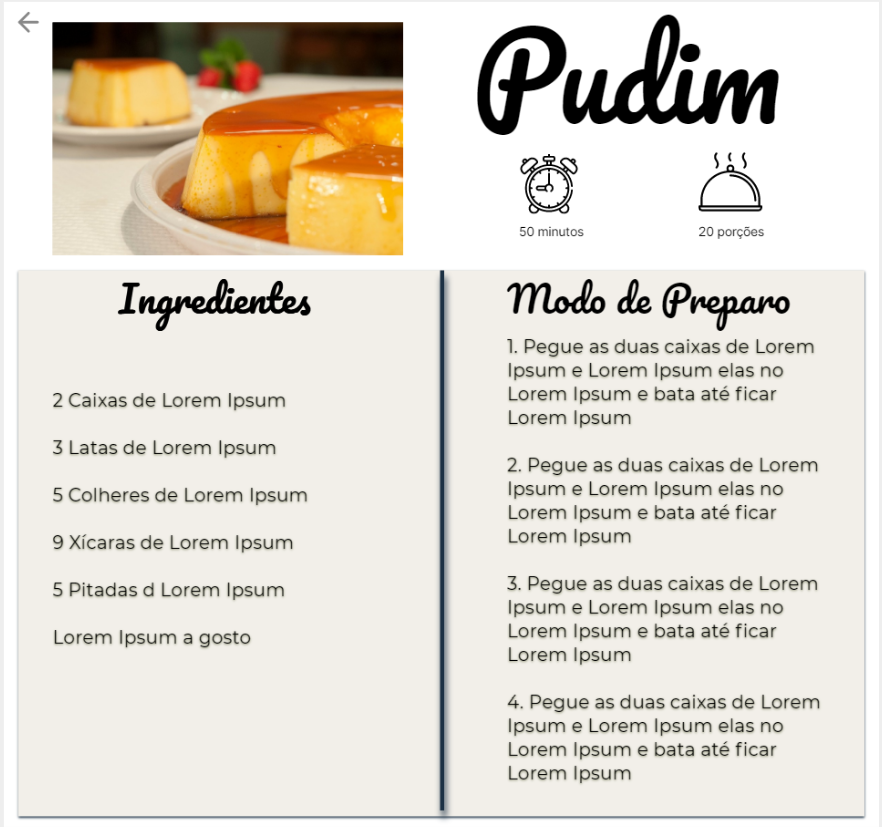 Pudim
50 minutos
20 porções
Ingredientes
2 Caixas de Lorem Ipsum
3 Latas de Lorem Ipsum
5 Colheres de Lorem Ipsum
9 Xícaras de Lorem Ipsum
5 Pitadas d Lorem Ipsum
Lorem Ipsum a gosto
Modo de Preparo
1. Pegue as duas caixas de Lorem
Ipsum e Lorem Ipsum elas no
Lorem Ipsum e bata até ficar
Lorem Ipsum
2. Pegue as duas caixas de Lorem
Ipsum e Lorem Ipsum elas no
Lorem Ipsum e bata até ficar
Lorem Ipsum
3. Pegue as duas caixas de Lorem
Ipsum e Lorem Ipsum elas no
Lorem Ipsum e bata até ficar
Lorem Ipsum
4. Pegue as duas caixas de Lorem
Ipsum e Lorem Ipsum elas no
Lorem Ipsum e bata até ficar
Lorem Ipsum